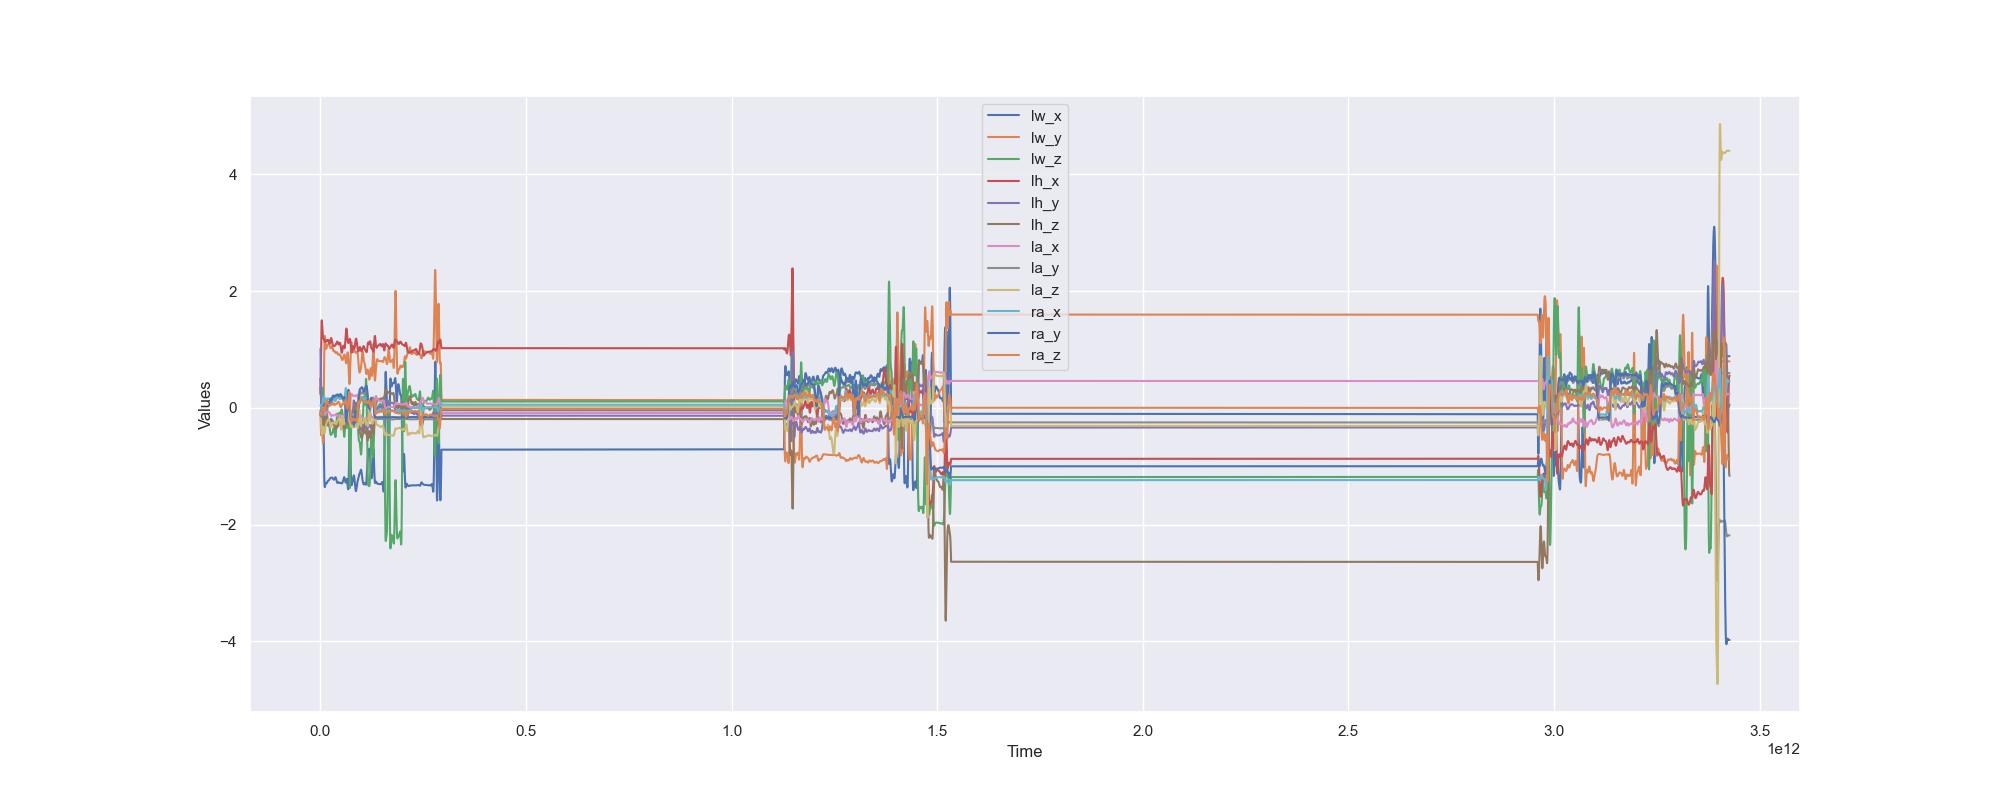 lw_x
lw_y
lw_z
lh_x
lh_y
lh_z
la_x
la_y
la_z
ra_x
ra_y
ra_z
4
2
0
−2
−4
Values
0.0 0.5 1.0 1.5 2.0 2.5 3.0 3.5
Time
1e12